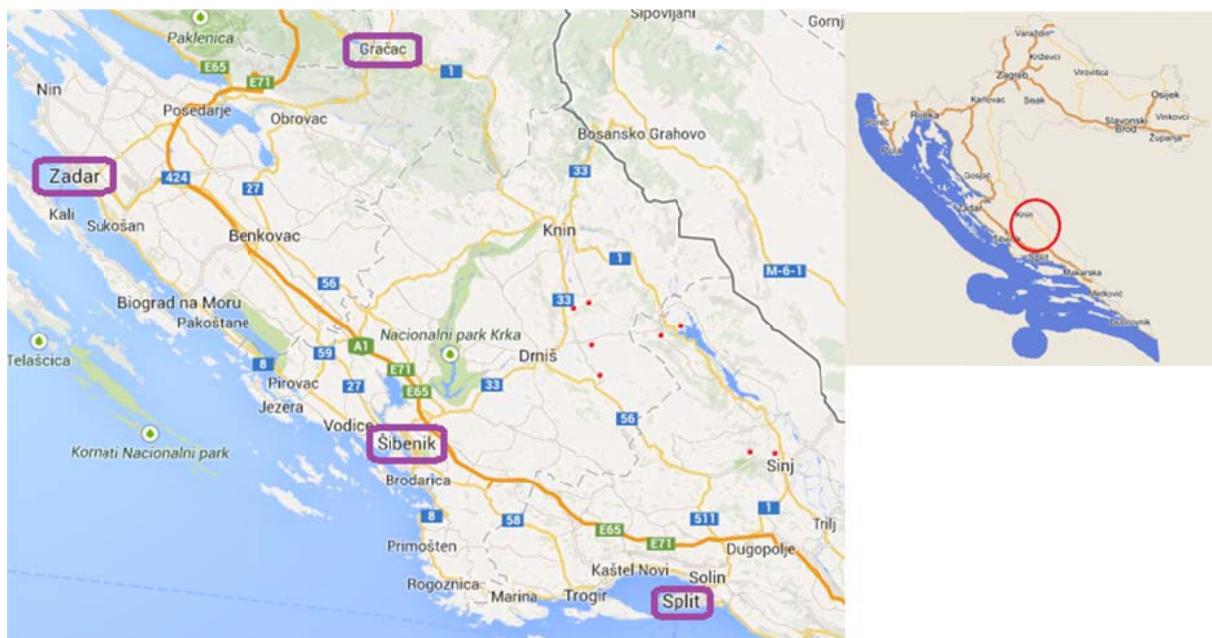 Šipovljani
Gornj
Paklenica
Gračac
E65
E71
1
Nin
Posedarje
Obrovac
Bosansko Grahovo
Zadar
424
27
33
Kali
Sukošan
Benkovac
Knin
1
M-6-1
56
33
Biograd na Moru
Pakoštane
Nacionalni park Krka
Telašćica
A1
Drniš
59
8
E71
Pirovac
27
E65
33
Jezera
56
Vodice
Šibenik
Kornati Nacionalni park
Sinj
Brodarica
8
58
E65
511
1
Trilj
E71
Primošten
Dugopolje
Kaštel Novi
Solin
Rogoznica
Marina
Trogir
Split
Varaždin
Križevci
Zagreb
Virovitica
Karlovac
Sisak
Osijek
Rijeka
Poreč
Slavonski
Brod
Vinkovci
Županja
Pula
Gospić
Zadar
Knin
Šibenik
Split
Makarska
Metković
Dubrovnik